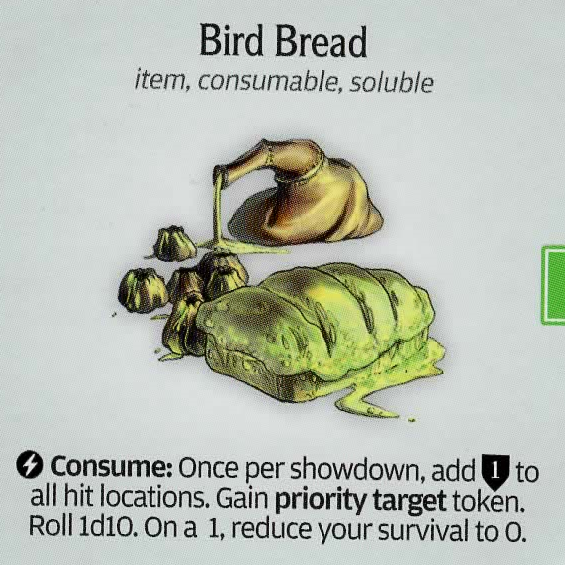 Bird Bread
item, consumable, soluble
Consume: Once per showdown, add 1 to
all hit locations. Gain priority target token.
Roll 1d10. On a 1, reduce your survival to 0.